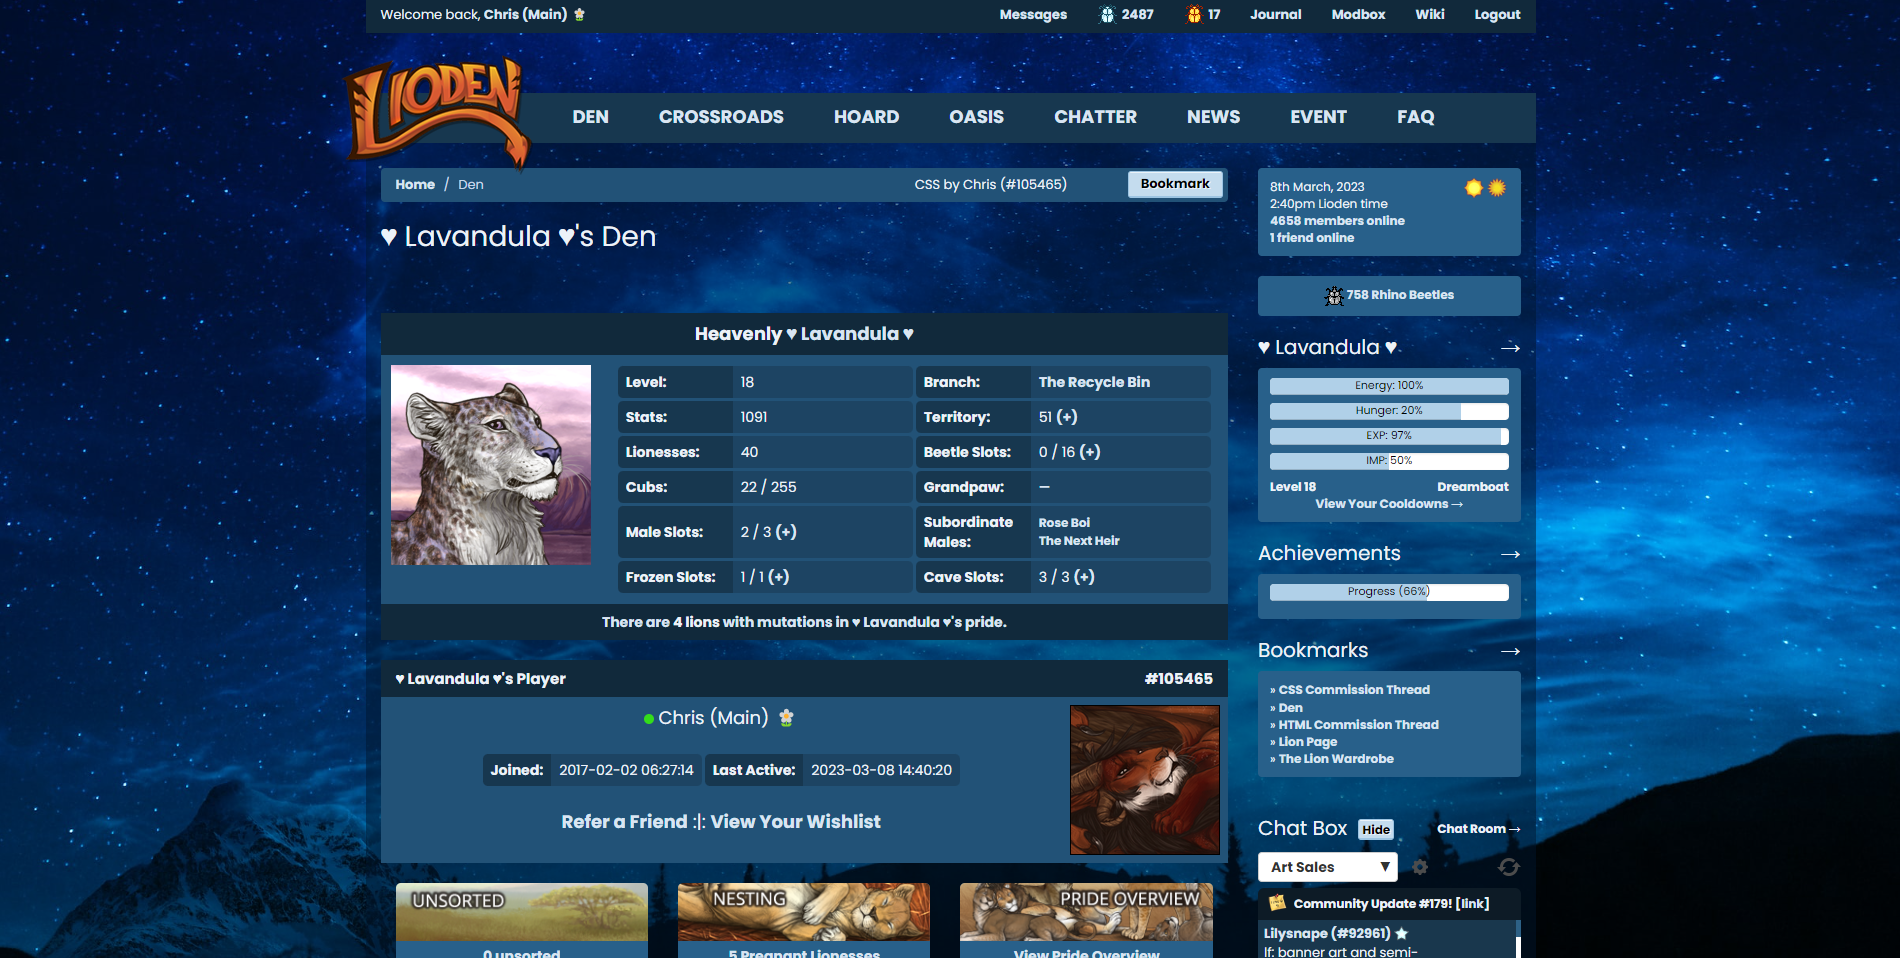 Welcome back, Chris (Main)
Messages 2487 17 Journal Modbox Wiki Logout
LIODEN
DEN CROSSROADS HOARD OASIS CHATTER NEWS EVENT FAQ
Home / Den CSS by Chris (#105465) Bookmark
♥ Lavandula ♥'s Den
Heavenly ♥ Lavandula ♥
Level: 18 Branch: The Recycle Bin
Stats: 1091 Territory: 51 (+)
Lionesses: 40 Beetle Slots: 0 / 16 (+)
Cubs: 22 / 255 Grandpaw: —
Male Slots: 2 / 3 (+) Subordinate Males: Rose Boi
The Next Heir
Frozen Slots: 1 / 1 (+) Cave Slots: 3 / 3 (+)
There are 4 lions with mutations in ♥ Lavandula ♥'s pride.
♥ Lavandula ♥'s Player #105465
Chris (Main)
Joined: 2017-02-02 06:27:14 Last Active: 2023-03-08 14:40:20
Refer a Friend :|: View Your Wishlist
UNSORTED NESTING PRIDE OVERVIEW
0 unsorted 5 Pregnant Lionesses View Pride Overview
8th March, 2023
2:40pm Lioden time
4658 members online
1 friend online
758 Rhino Beetles
♥ Lavandula ♥ →
Energy: 100%
Hunger: 20%
EXP: 97%
IMP: 50%
Level 18 Dreamboat
View Your Cooldowns →
Achievements →
Progress (66%)
Bookmarks →
» CSS Commission Thread
» Den
» HTML Commission Thread
» Lion Page
» The Lion Wardrobe
Chat Box Hide Chat Room →
Art Sales ▼
Community Update #179! [link]
Lilysnape (#92961) ★
If: banner art and semi-